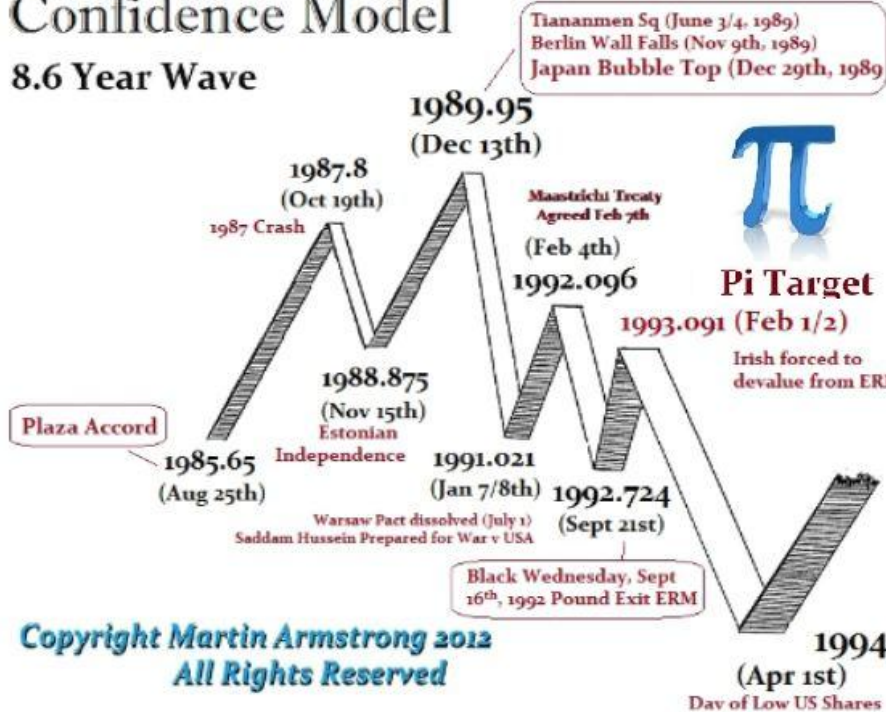 Confidence Model
8.6 Year Wave
Tiananmen Sq (June 3/4, 1989)
Berlin Wall Falls (Nov 9th, 1989)
Japan Bubble Top (Dec 29th, 1989
1989.95
(Dec 13th)
1987.8
(Oct 19th)
1987 Crash
Maastricht Treaty
Agreed Feb 7th
(Feb 4th)
1992.096
π
Pi Target
1993.091 (Feb 1/2)
Irish forced to
devalue from ER
1988.875
(Nov 15th)
Estonian
Independence
Plaza Accord
1985.65
(Aug 25th)
1991.021
(Jan 7/8th)
Warsaw Pact dissolved (July 1)
Saddam Hussein Prepared for War v USA
1992.724
(Sept 21st)
Black Wednesday, Sept
16th, 1992 Pound Exit ERM
1994
(Apr 1st)
Day of Low US Shares
Copyright Martin Armstrong 2012
All Rights Reserved